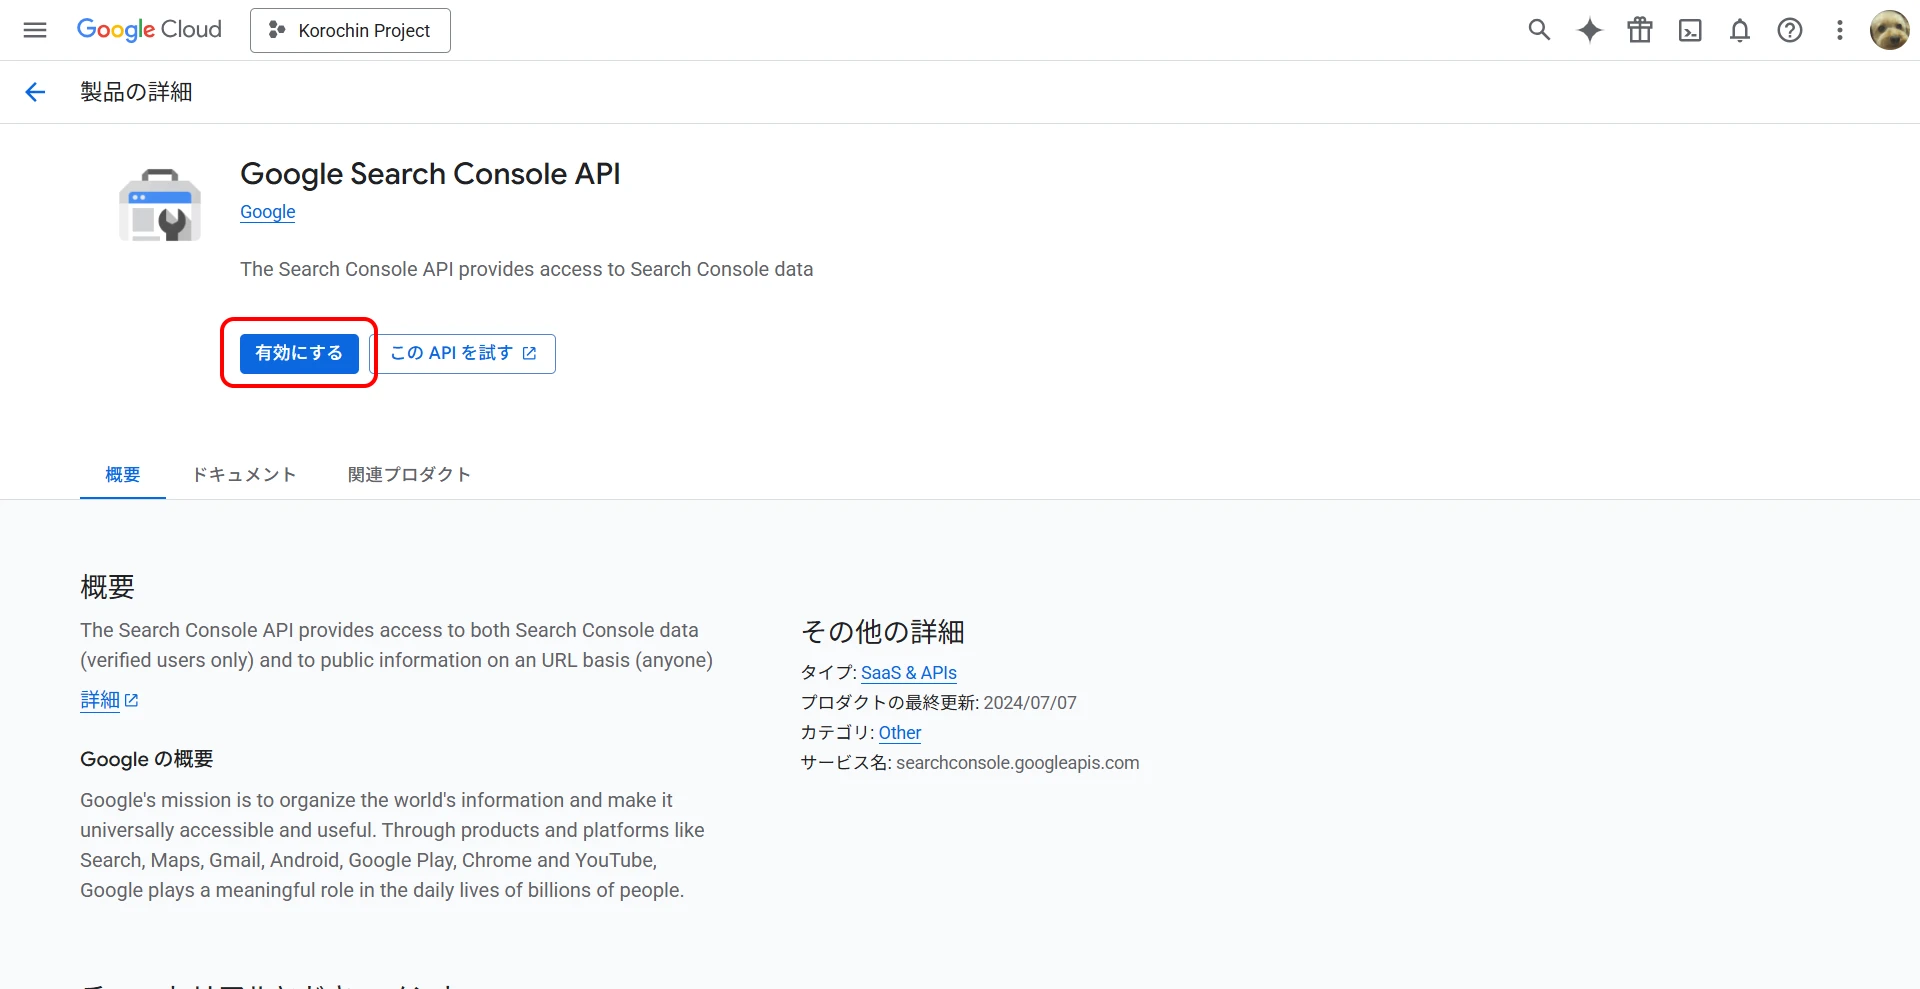 Google Cloud
Korochin Project
製品の詳細
Google Search Console API
Google
The Search Console API provides access to Search Console data
有効にする
この API を試す
概要 ドキュメント 関連プロダクト
概要
The Search Console API provides access to both Search Console data
(verified users only) and to public information on an URL basis (anyone)
詳細
Google の概要
Google's mission is to organize the world's information and make it
universally accessible and useful. Through products and platforms like
Search, Maps, Gmail, Android, Google Play, Chrome and YouTube,
Google plays a meaningful role in the daily lives of billions of people.
その他の詳細
タイプ: SaaS & APIs
プロダクトの最終更新: 2024/07/07
カテゴリ: Other
サービス名: searchconsole.googleapis.com